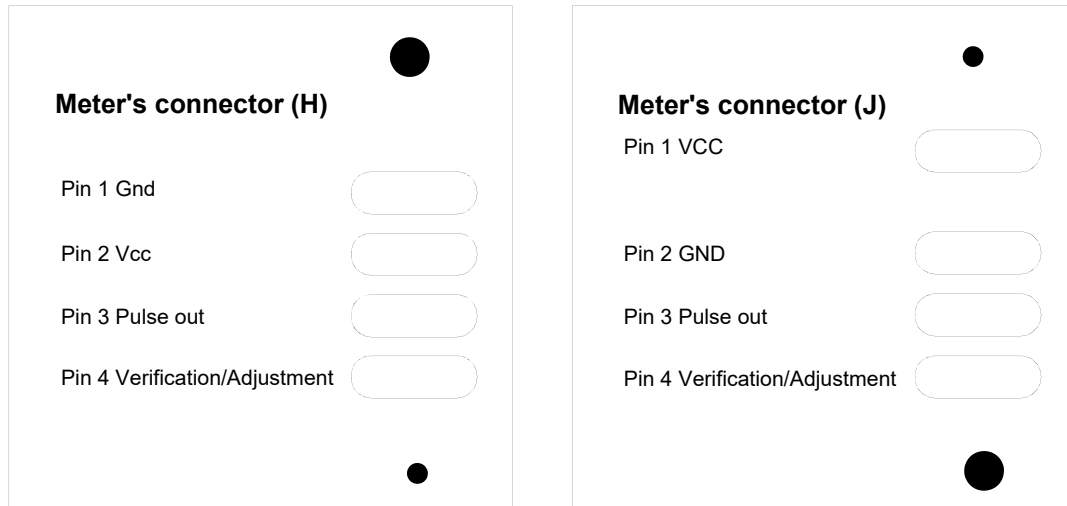 Meter's connector (H)
Pin 1 Gnd
Pin 2 Vcc
Pin 3 Pulse out
Pin 4 Verification/Adjustment
Meter's connector (J)
Pin 1 VCC
Pin 2 GND
Pin 3 Pulse out
Pin 4 Verification/Adjustment